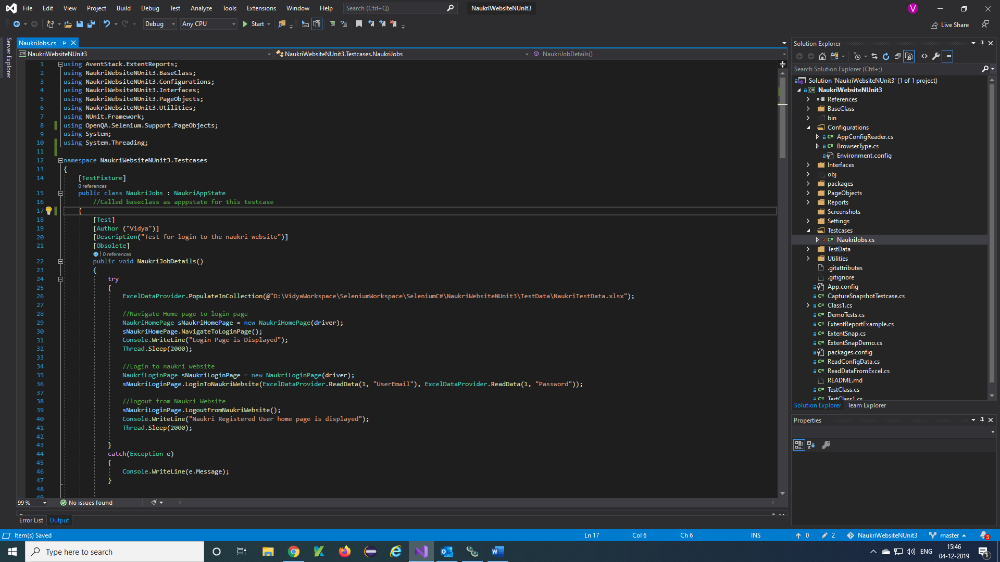 File Edit View Project Build Debug Test Analyze Tools Extensions Window Help Search (Ctrl+Q) NaukriWebsiteNUnit3 V
Debug Any CPU Start Live Share
Server Explorer
NaukriJobs.cs
NaukriWebsiteNUnit3 NaukriWebsiteNUnit3.Testcases.NaukriJobs NaukriJobDetails()
1 using AventStack.ExtentReports;
2 using NaukriWebsiteNUnit3.BaseClass;
3 using NaukriWebsiteNUnit3.Configurations;
4 using NaukriWebsiteNUnit3.Interfaces;
5 using NaukriWebsiteNUnit3.PageObjects;
6 using NaukriWebsiteNUnit3.Utilities;
7 using NUnit.Framework;
8 using OpenQA.Selenium.Support.PageObjects;
9 using System;
10 using System.Threading;
11
12 namespace NaukriWebsiteNUnit3.Testcases
13 {
14 [TestFixture]
0 references
15 public class NaukriJobs : NaukriAppState
16 //Called baseclass as apppstate for this testcase
17 {
18 [Test]
19 [Author ("Vidya")]
20 [Description("Test for login to the naukri website")]
21 [Obsolete]
0 references
22 public void NaukriJobDetails()
23 {
24 try
25 {
26 ExcelDataProvider.PopulateInCollection(@"D:\VidyaWorkspace\SeleniumWorkspace\SeleniumC#\NaukriWebsiteNUnit3\TestData\NaukriTestData.xlsx");
27
28 //Navigate Home page to login page
29 NaukriHomePage sNaukriHomePage = new NaukriHomePage(driver);
30 sNaukriHomePage.NavigateToLoginPage();
31 Console.WriteLine("Login Page is Displayed");
32 Thread.Sleep(2000);
33
34 //Login to naukri website
35 NaukriLoginPage sNaukriLoginPage = new NaukriLoginPage(driver);
36 sNaukriLoginPage.LoginToNaukriWebsite(ExcelDataProvider.ReadData(1, "UserEmail"), ExcelDataProvider.ReadData(1, "Password"));
37
38 //logout from Naukri Website
39 sNaukriLoginPage.LogoutFromNaukriWebsite();
40 Console.WriteLine("Naukri Registered User home page is displayed");
41 Thread.Sleep(2000);
42
43 }
44 catch(Exception e)
45 {
46 Console.WriteLine(e.Message);
47 }
48
49
99 % No issues found
Error List Output
Solution Explorer
Search Solution Explorer (Ctrl+;)
Solution 'NaukriWebsiteNUnit3' (1 of 1 project)
C# NaukriWebsiteNUnit3
References
BaseClass
bin
Configurations
C# AppConfigReader.cs
C# BrowserType.cs
Environment.config
Interfaces
obj
packages
PageObjects
Reports
Screenshots
Settings
Testcases
C# NaukriJobs.cs
TestData
Utilities
.gitattributes
.gitignore
App.config
C# CaptureSnapshotTestcase.cs
C# Class1.cs
C# DemoTests.cs
C# ExtentReportExample.cs
C# ExtentSnap.cs
C# ExtentSnapDemo.cs
packages.config
C# ReadConfigData.cs
C# ReadDataFromExcel.cs
README.md
C# TestClass.cs
C# TestClass1.cs
Solution Explorer Team Explorer
Properties
Item(s) Saved Ln 17 Col 6 Ch 6 INS 0 2 NaukriWebsiteNUnit3 master 3
Type here to search ENG 15:46
04-12-2019 1